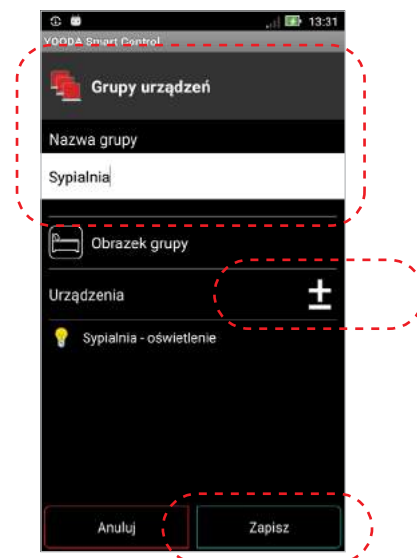 13:31
YOODA Smart Control
Grupy urządzeń
Nazwa grupy
Sypialnia
Obrazek grupy
Urządzenia ±
Sypialnia - oświetlenie
Anuluj Zapisz